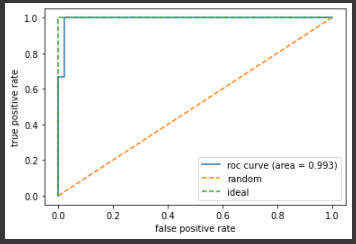 1.0
0.8
0.6
0.4
0.2
0.0
true positive rate
roc curve (area = 0.993)
random
ideal
0.0 0.2 0.4 0.6 0.8 1.0
false positive rate